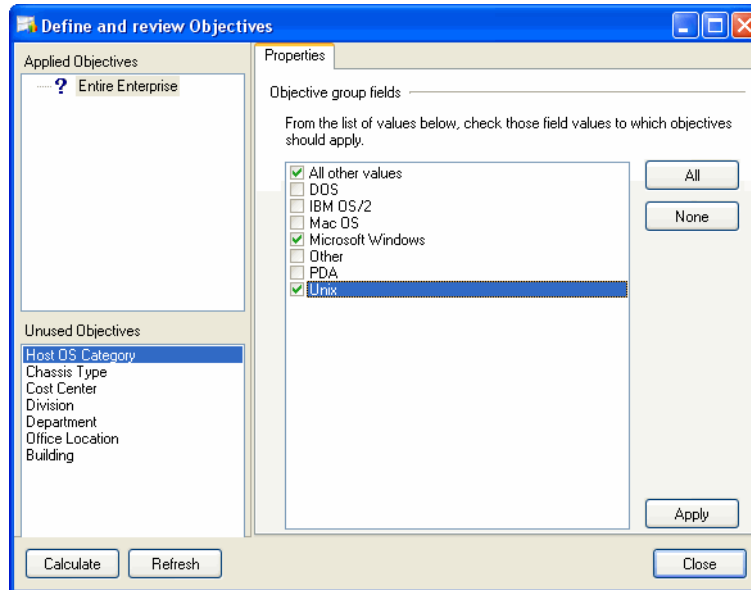 Define and review Objectives
Applied Objectives
? Entire Enterprise
Unused Objectives
Host OS Category
Chassis Type
Cost Center
Division
Department
Office Location
Building
Properties
Objective group fields
From the list of values below, check those field values to which objectives
should apply.
All other values
DOS
IBM OS/2
Mac OS
Microsoft Windows
Other
PDA
Unix
All
None
Apply
Calculate
Refresh
Close